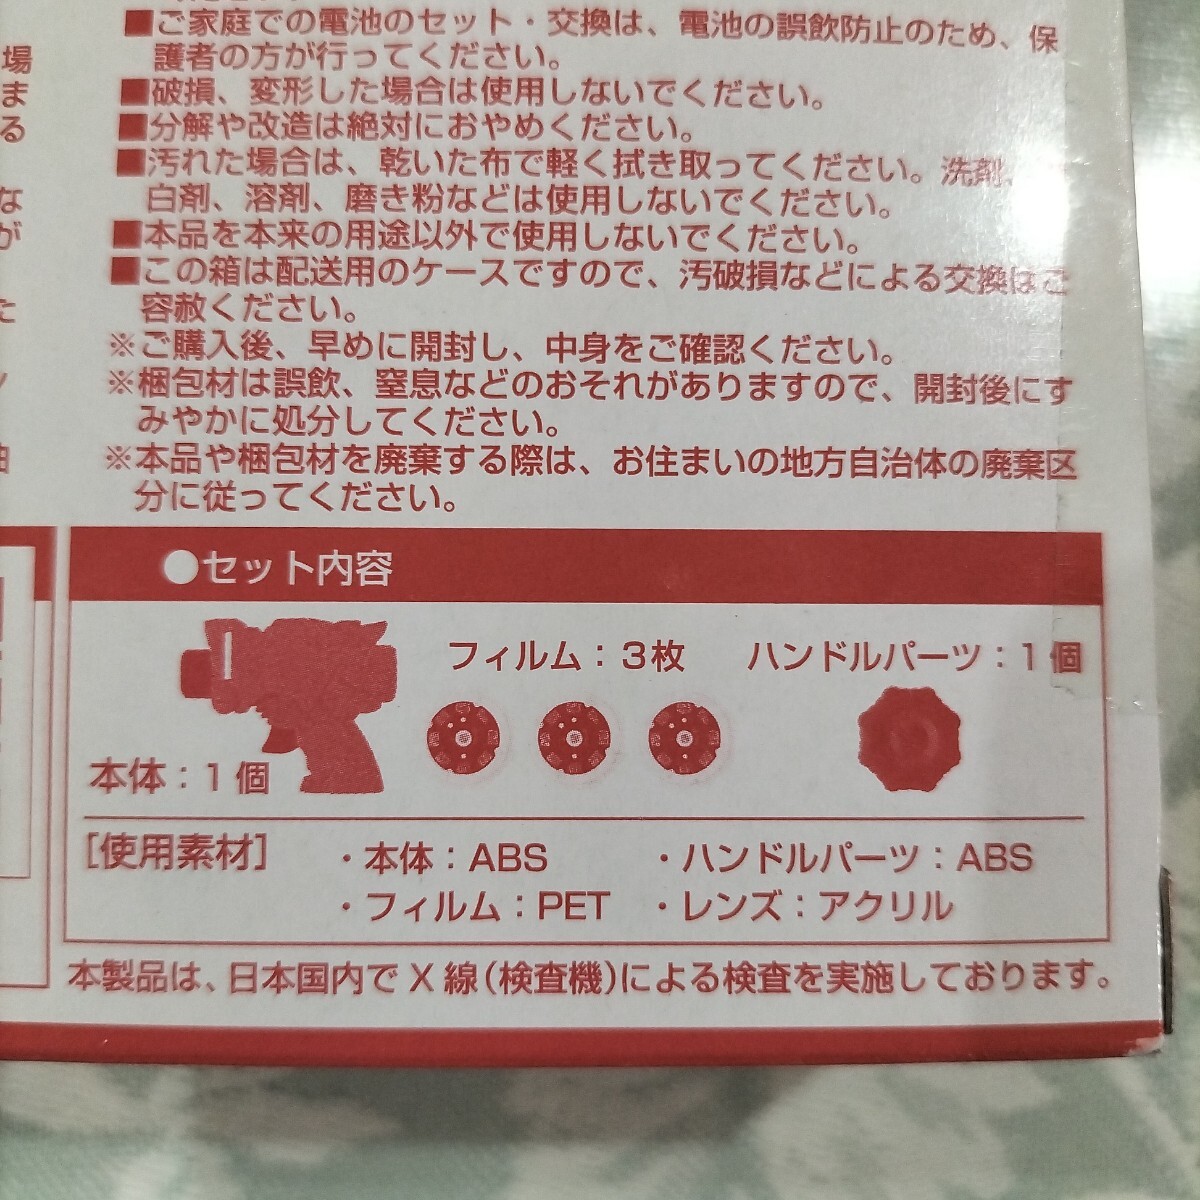 ■ご家庭での電池のセット・交換は、電池の誤飲防止のため、保
護者の方が行ってください。
■破損、変形した場合は使用しないでください。
■分解や改造は絶対におやめください。
■汚れた場合は、乾いた布で軽く拭き取ってください。洗剤、
白剤、溶剤、磨き粉などは使用しないでください。
■本品を本来の用途以外で使用しないでください。
■この箱は配送用のケースですので、汚破損などによる交換はご
容赦ください。
※ご購入後、早めに開封し、中身をご確認ください。
※梱包材は誤飲、窒息などのおそれがありますので、開封後にす
みやかに処分してください。
※本品や梱包材を廃棄する際は、お住まいの地方自治体の廃棄区
分に従ってください。
場
ま
る
な
が
た
●セット内容
フィルム：3枚
ハンドルパーツ：1個
本体：1個
［使用素材］
・本体：ABS
・ハンドルパーツ：ABS
・フィルム：PET
・レンズ：アクリル
本製品は、日本国内でX線（検査機）による検査を実施しております。